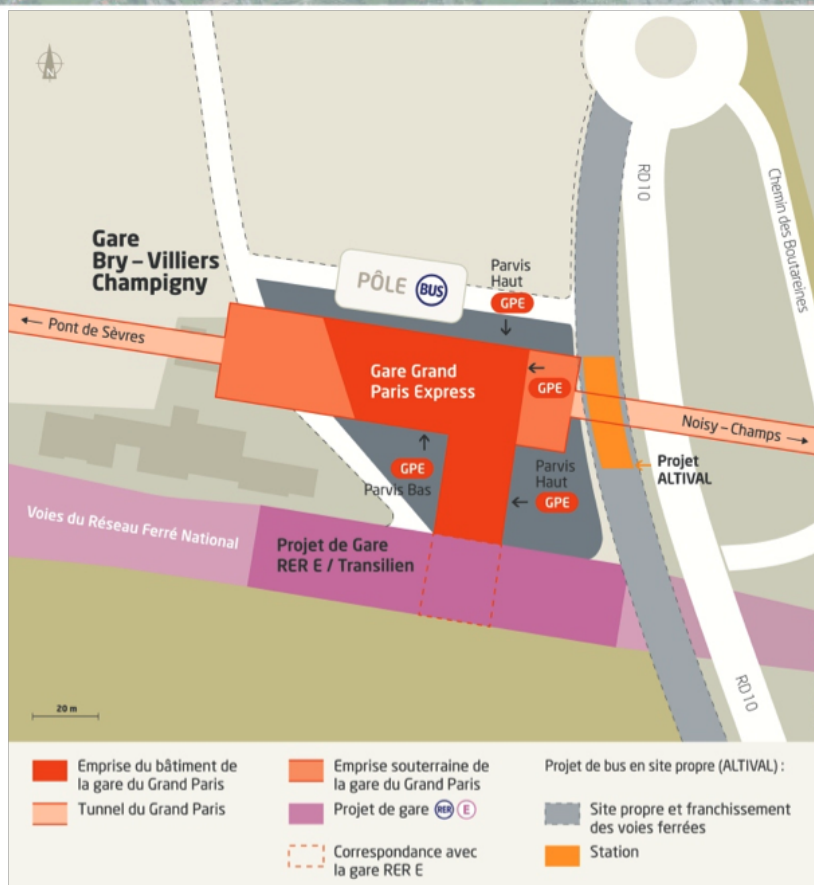 N
RD10
Chemin des Boutareines
Gare
Bry – Villiers
Champigny
PÔLE BUS
Parvis
Haut
GPE
← Pont de Sèvres
Gare Grand
Paris Express
GPE
Noisy – Champs →
Projet
ALTIVAL
GPE
Parvis Bas
Parvis
Haut
GPE
Voies du Réseau Ferré National
Projet de Gare
RER E / Transilien
RD10
20 m
Emprise du bâtiment de
la gare du Grand Paris
Tunnel du Grand Paris
Emprise souterraine de
la gare du Grand Paris
Projet de gare RER E
Correspondance avec
la gare RER E
Projet de bus en site propre (ALTIVAL) :
Site propre et franchissement
des voies ferrées
Station